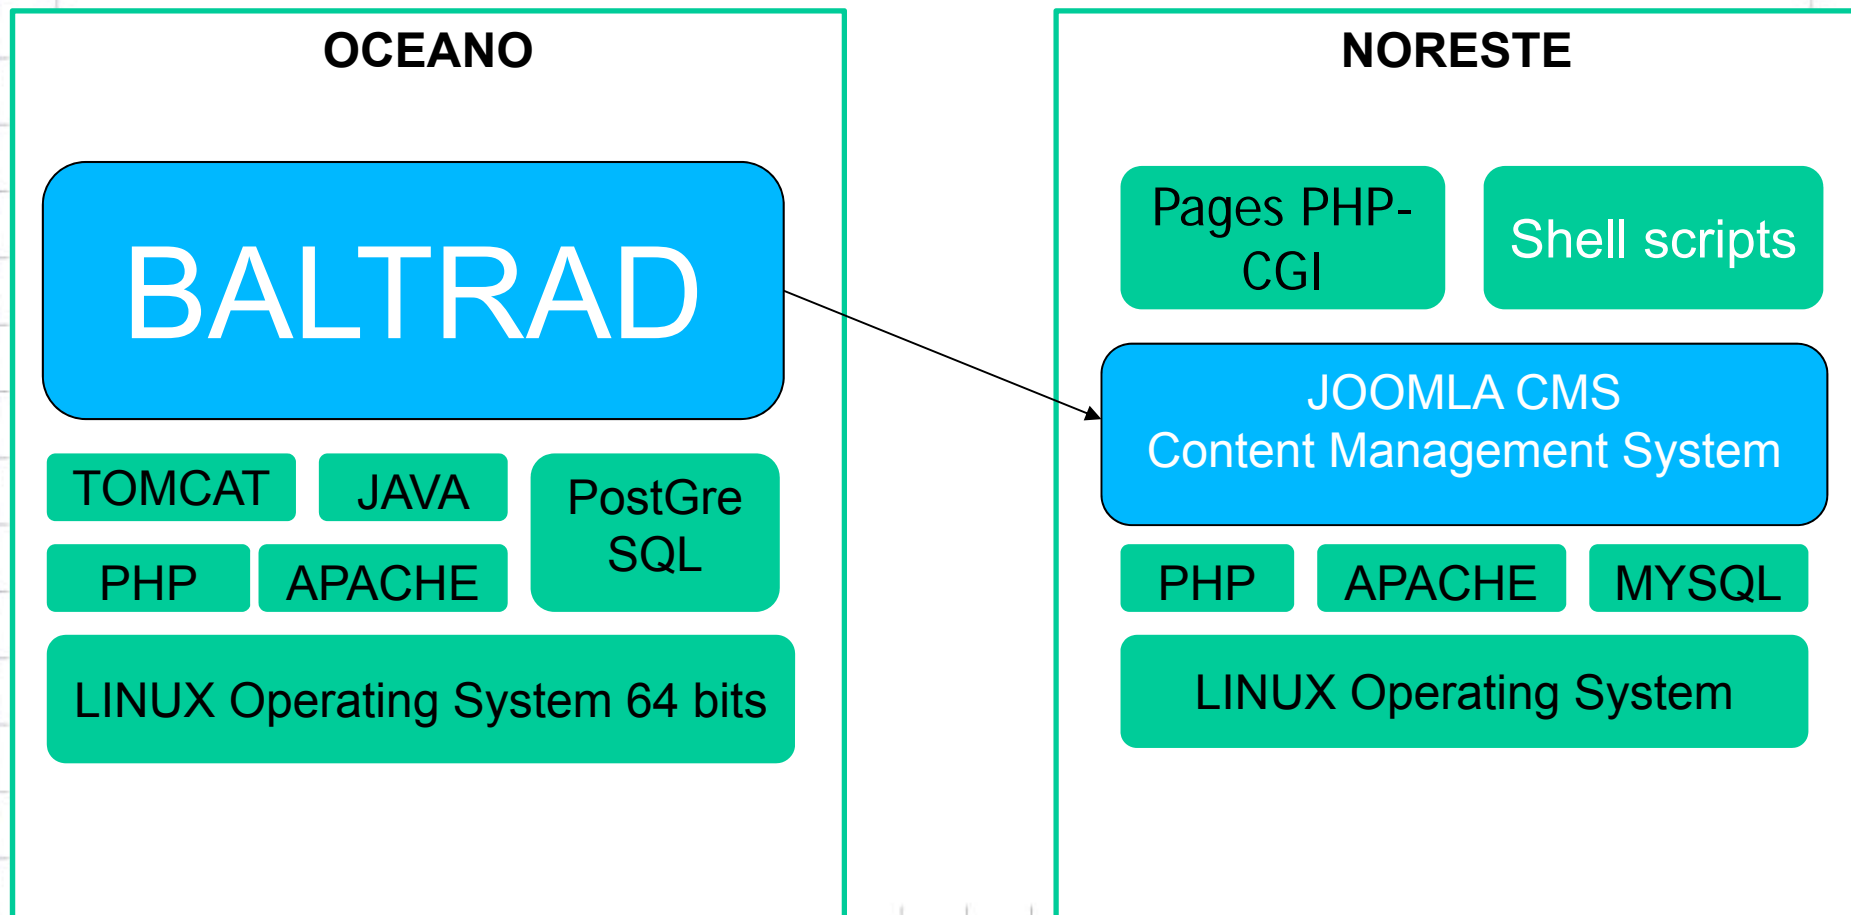 OCEANO
BALTRAD
TOMCAT
JAVA
PostGre
SQL
PHP
APACHE
LINUX Operating System 64 bits
NORESTE
Pages PHP-
CGI
Shell scripts
JOOMLA CMS
Content Management System
PHP
APACHE
MYSQL
LINUX Operating System